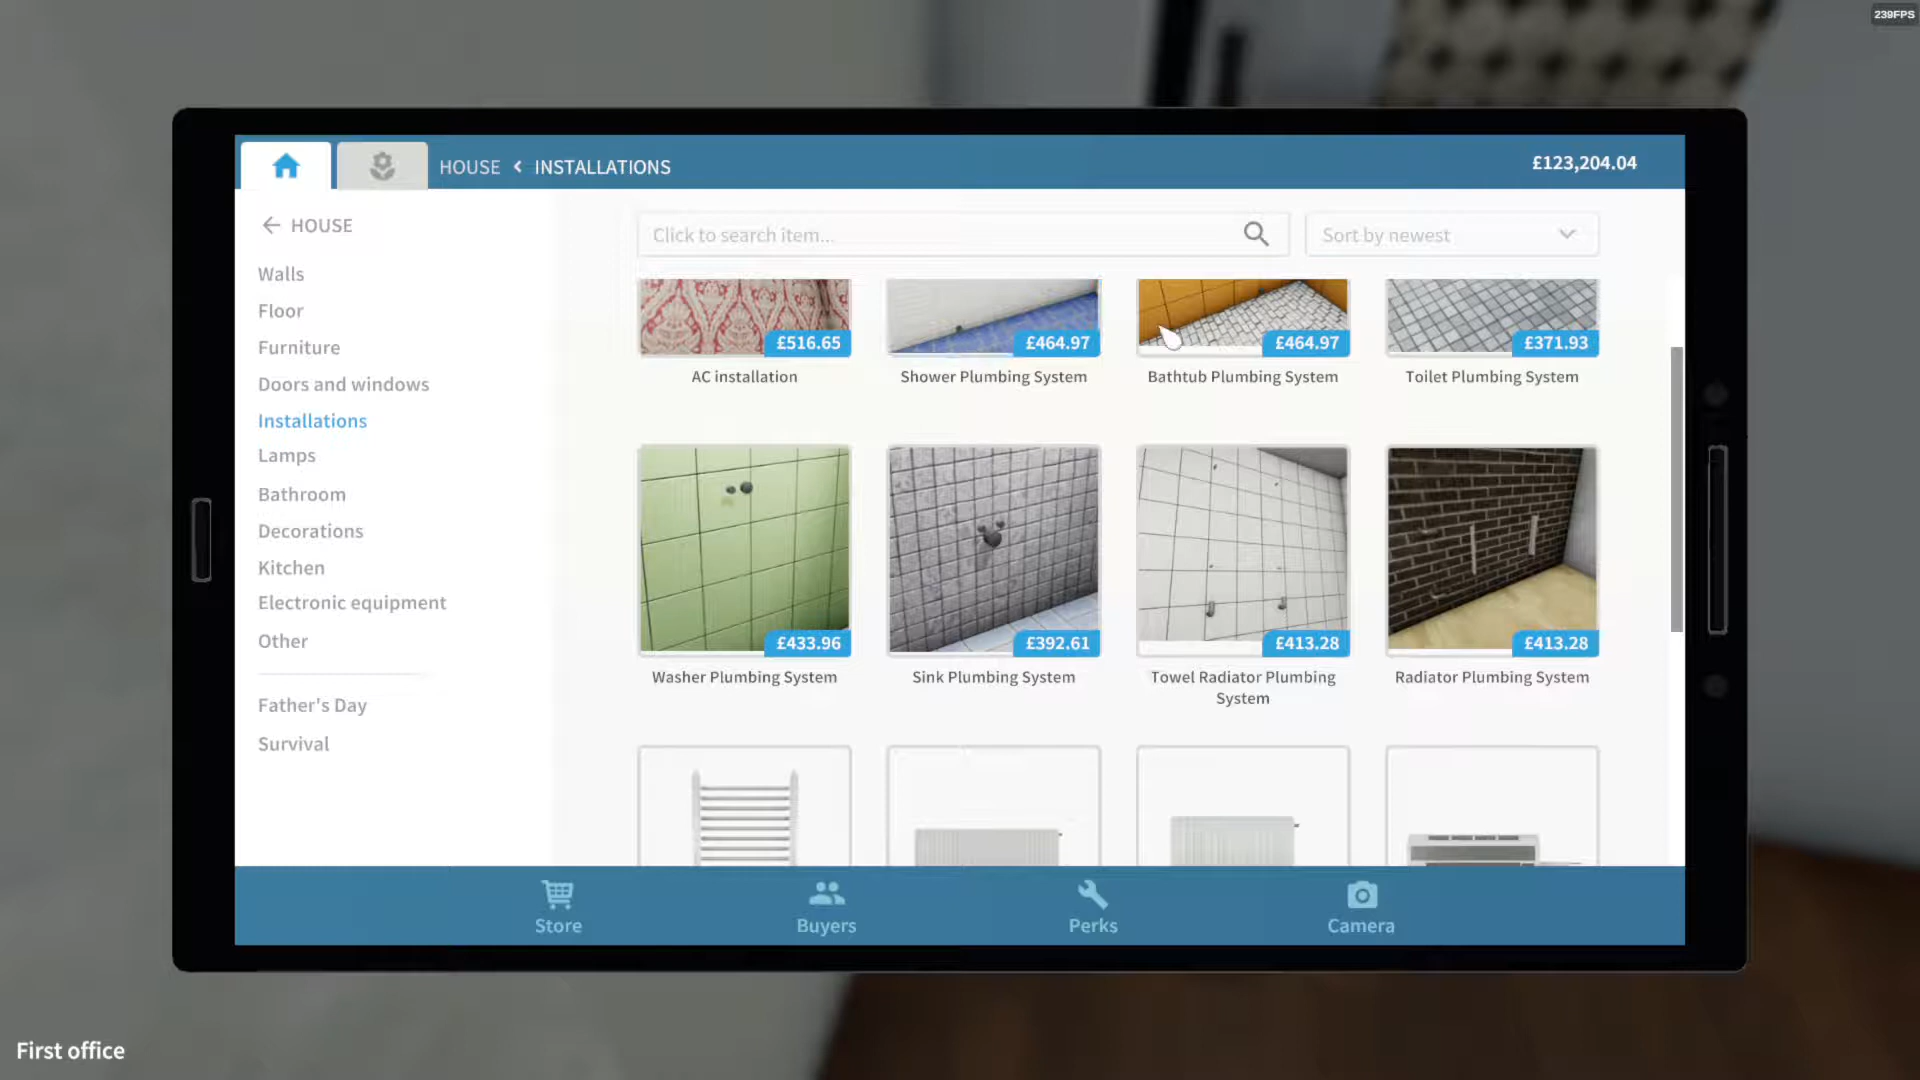 239FPS
HOUSE < INSTALLATIONS
£123,204.04
HOUSE
Click to search item...
Sort by newest
Walls
Floor
Furniture
Doors and windows
Installations
Lamps
Bathroom
Decorations
Kitchen
Electronic equipment
Other
Father's Day
Survival
£516.65
£464.97
£464.97
£371.93
AC installation
Shower Plumbing System
Bathtub Plumbing System
Toilet Plumbing System
£433.96
£392.61
£413.28
£413.28
Washer Plumbing System
Sink Plumbing System
Towel Radiator Plumbing
System
Radiator Plumbing System
Store
Buyers
Perks
Camera
First office